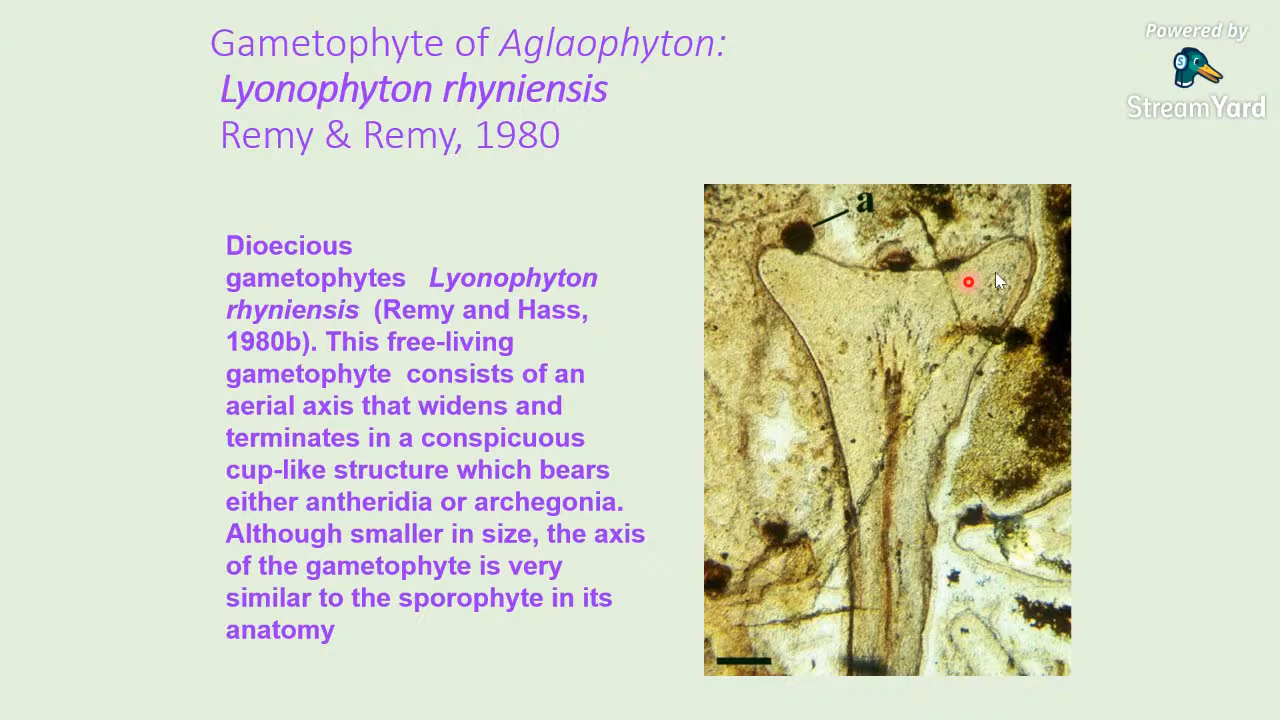 Gametophyte of Aglaophyton:
Lyonophyton rhyniensis
Remy & Remy, 1980
Powered by
StreamYard
Dioecious
gametophytes Lyonophyton
rhyniensis (Remy and Hass,
1980b). This free-living
gametophyte consists of an
aerial axis that widens and
terminates in a conspicuous
cup-like structure which bears
either antheridia or archegonia.
Although smaller in size, the axis
of the gametophyte is very
similar to the sporophyte in its
anatomy
a